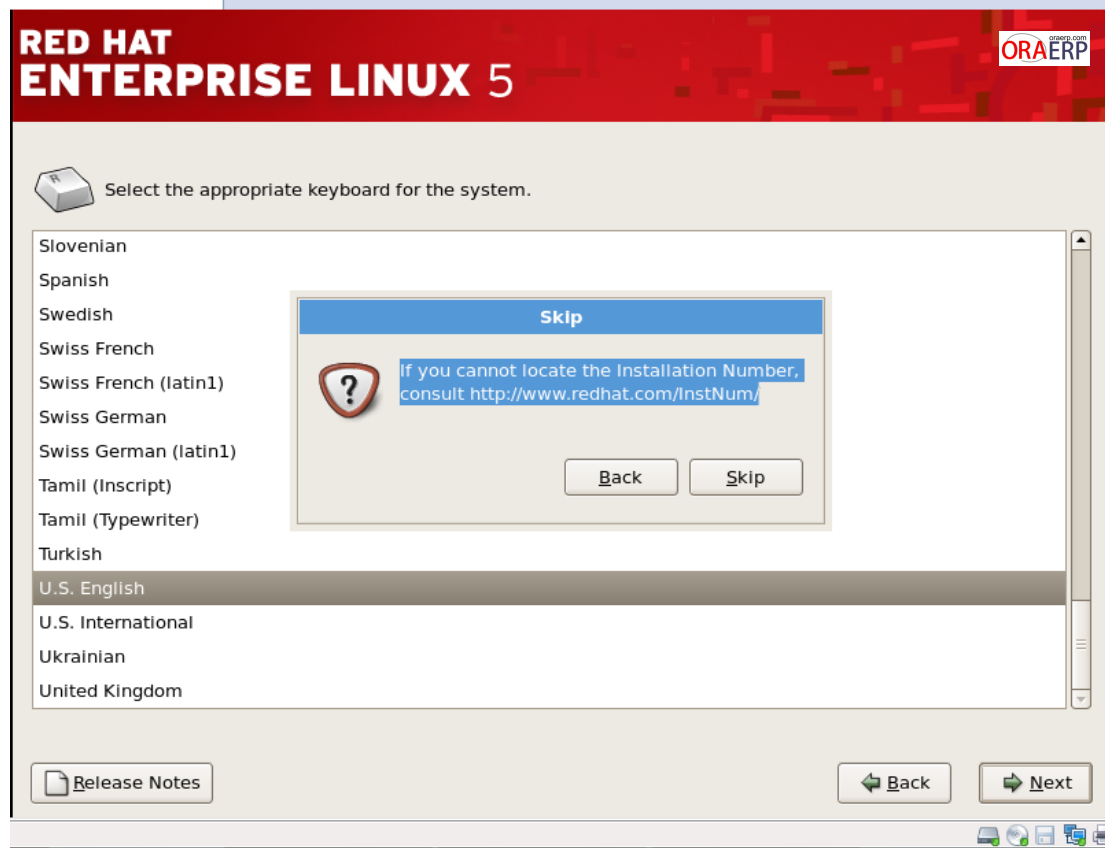 RED HAT
ENTERPRISE LINUX 5
oraerp.com
ORAERP
R
Select the appropriate keyboard for the system.
Slovenian
Spanish
Swedish
Swiss French
Swiss French (latin1)
Swiss German
Swiss German (latin1)
Tamil (Inscript)
Tamil (Typewriter)
Turkish
U.S. English
U.S. International
Ukrainian
United Kingdom
Skip
?
If you cannot locate the Installation Number,
consult http://www.redhat.com/InstNum/
Back
Skip
Release Notes
Back
Next